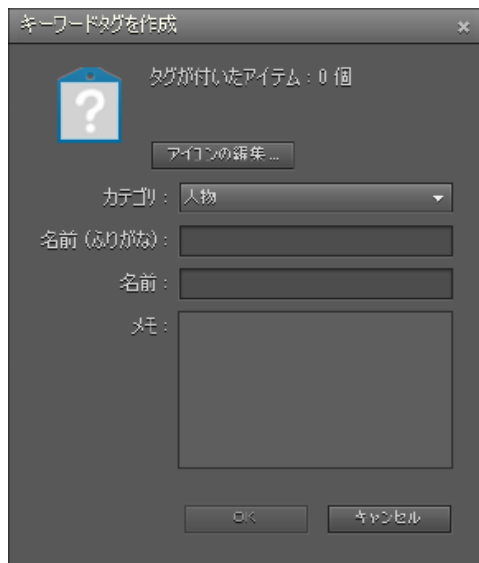 キーワードタグを作成
タグが付いたアイテム : 0 個
アイコンの編集...
カテゴリ : 人物
名前 (ふりがな) :
名前 :
メモ :
OK キャンセル